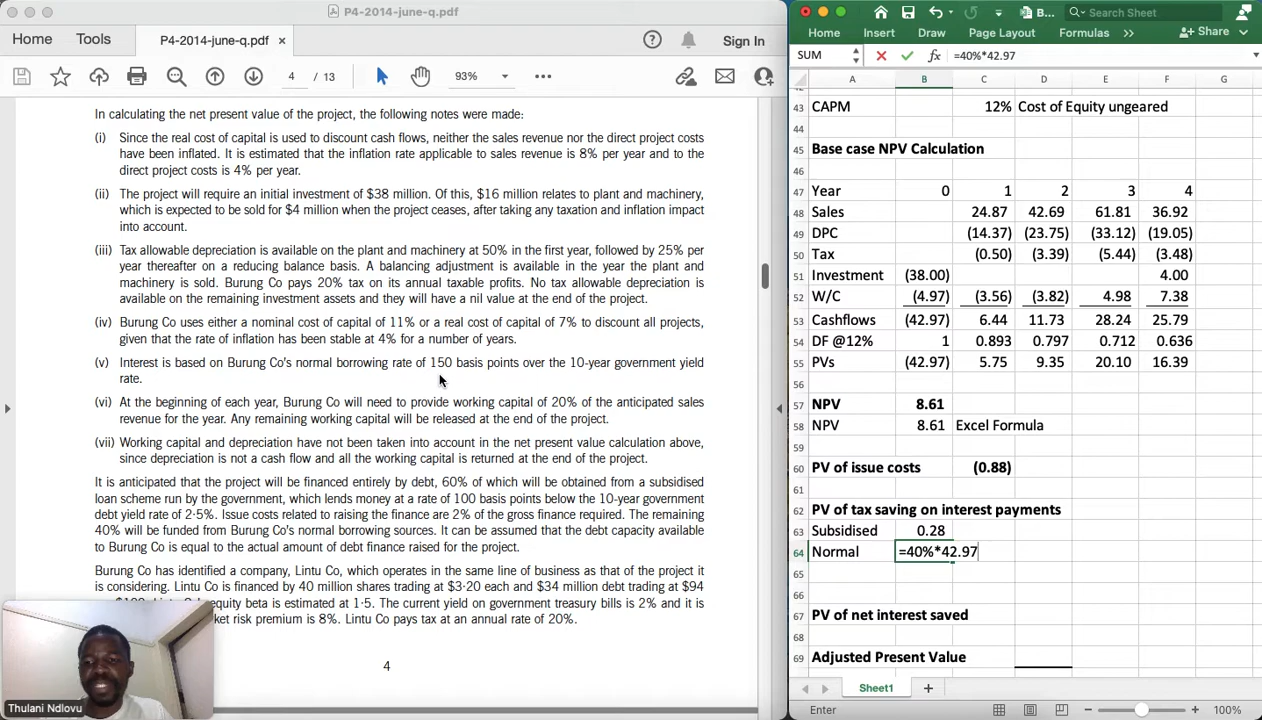 P4-2014-june-q.pdf
Home Tools P4-2014-june-q.pdf × Sign In
4 / 13 93%
In calculating the net present value of the project, the following notes were made:
(i) Since the real cost of capital is used to discount cash flows, neither the sales revenue nor the direct project costs
have been inflated. It is estimated that the inflation rate applicable to sales revenue is 8% per year and to the
direct project costs is 4% per year.
(ii) The project will require an initial investment of $38 million. Of this, $16 million relates to plant and machinery,
which is expected to be sold for $4 million when the project ceases, after taking any taxation and inflation impact
into account.
(iii) Tax allowable depreciation is available on the plant and machinery at 50% in the first year, followed by 25% per
year thereafter on a reducing balance basis. A balancing adjustment is available in the year the plant and
machinery is sold. Burung Co pays 20% tax on its annual taxable profits. No tax allowable depreciation is
available on the remaining investment assets and they will have a nil value at the end of the project.
(iv) Burung Co uses either a nominal cost of capital of 11% or a real cost of capital of 7% to discount all projects,
given that the rate of inflation has been stable at 4% for a number of years.
(v) Interest is based on Burung Co's normal borrowing rate of 150 basis points over the 10-year government yield
rate.
(vi) At the beginning of each year, Burung Co will need to provide working capital of 20% of the anticipated sales
revenue for the year. Any remaining working capital will be released at the end of the project.
(vii) Working capital and depreciation have not been taken into account in the net present value calculation above,
since depreciation is not a cash flow and all the working capital is returned at the end of the project.
It is anticipated that the project will be financed entirely by debt, 60% of which will be obtained from a subsidised
loan scheme run by the government, which lends money at a rate of 100 basis points below the 10-year government
debt yield rate of 2·5%. Issue costs related to raising the finance are 2% of the gross finance required. The remaining
40% will be funded from Burung Co's normal borrowing sources. It can be assumed that the debt capacity available
to Burung Co is equal to the actual amount of debt finance raised for the project.
Burung Co has identified a company, Lintu Co, which operates in the same line of business as that of the project it
is considering. Lintu Co is financed by 40 million shares trading at $3·20 each and $34 million debt trading at $94
equity beta is estimated at 1·5. The current yield on government treasury bills is 2% and it is
ket risk premium is 8%. Lintu Co pays tax at an annual rate of 20%.
4
Thulani Ndlovu
B... Search Sheet
Home Insert Draw Page Layout Formulas >> Share
SUM fx =40%*42.97
A B C D E F G
43 CAPM 12% Cost of Equity ungeared
44
45 Base case NPV Calculation
46
47 Year 0 1 2 3 4
48 Sales 24.87 42.69 61.81 36.92
49 DPC (14.37) (23.75) (33.12) (19.05)
50 Tax (0.50) (3.39) (5.44) (3.48)
51 Investment (38.00) 4.00
52 W/C (4.97) (3.56) (3.82) 4.98 7.38
53 Cashflows (42.97) 6.44 11.73 28.24 25.79
54 DF @12% 1 0.893 0.797 0.712 0.636
55 PVs (42.97) 5.75 9.35 20.10 16.39
56
57 NPV 8.61
58 NPV 8.61 Excel Formula
59
60 PV of issue costs (0.88)
61
62 PV of tax saving on interest payments
63 Subsidised 0.28
64 Normal =40%*42.97
65
66
67 PV of net interest saved
68
69 Adjusted Present Value
Sheet1 +
Enter 100%